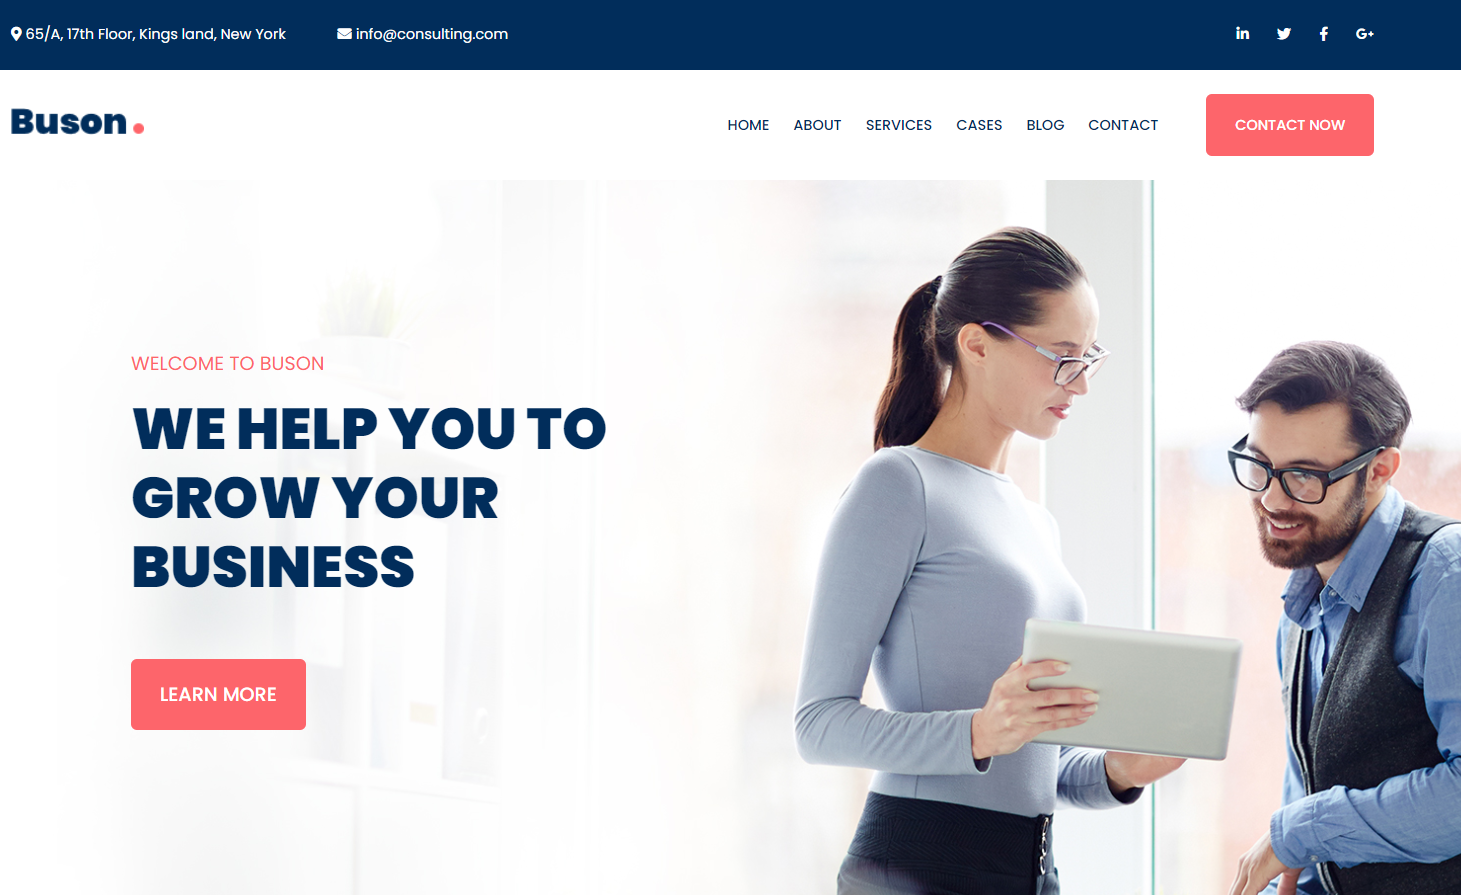 65/A, 17th Floor, Kings land, New York info@consulting.com
Buson.
HOME ABOUT SERVICES CASES BLOG CONTACT CONTACT NOW
WELCOME TO BUSON
WE HELP YOU TO
GROW YOUR
BUSINESS
LEARN MORE